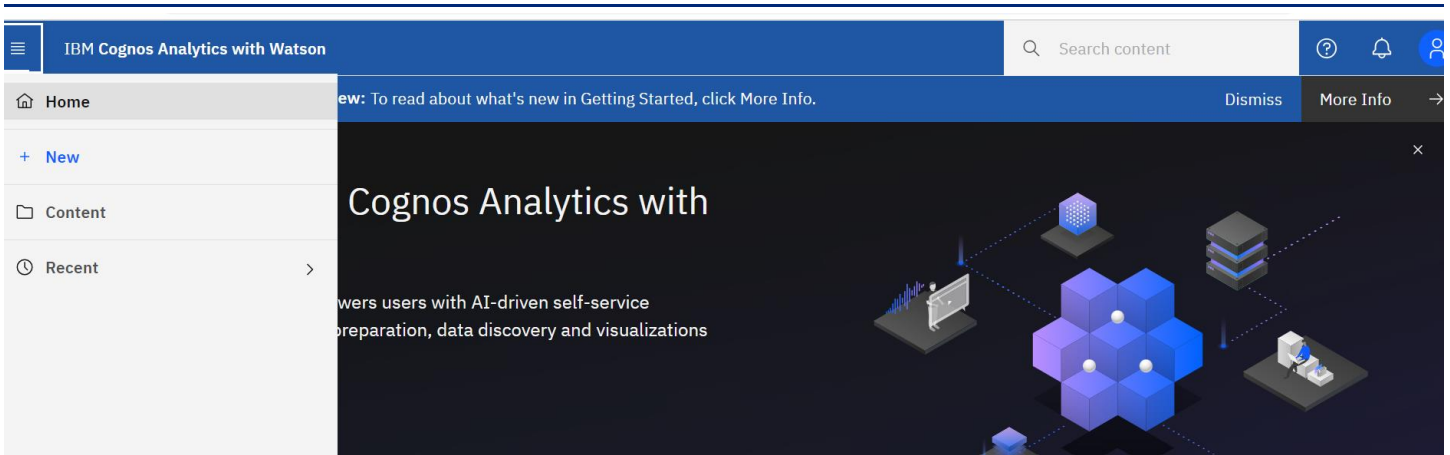 IBM Cognos Analytics with Watson
Search content
Home
ew: To read about what's new in Getting Started, click More Info.
Dismiss
More Info
New
Cognos Analytics with
Content
Recent
wers users with AI-driven self-service
preparation, data discovery and visualizations